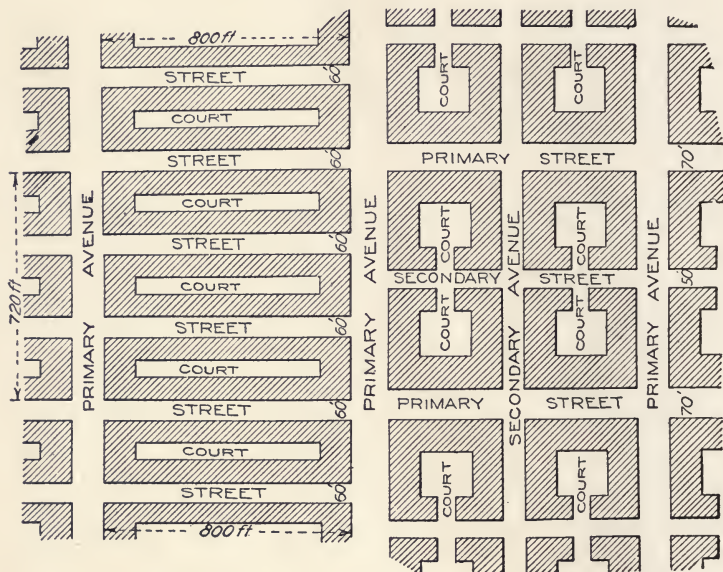 800 ft
STREET 60'
COURT
STREET 60'
COURT
STREET 60'
COURT
STREET 60'
COURT
STREET 60'
COURT
STREET 60'
800 ft
720 ft
PRIMARY AVENUE
PRIMARY AVENUE
COURT
COURT
PRIMARY STREET 70'
COURT
COURT
SECONDARY STREET 50'
COURT
COURT
PRIMARY STREET 70'
COURT
COURT
SECONDARY AVENUE
PRIMARY AVENUE